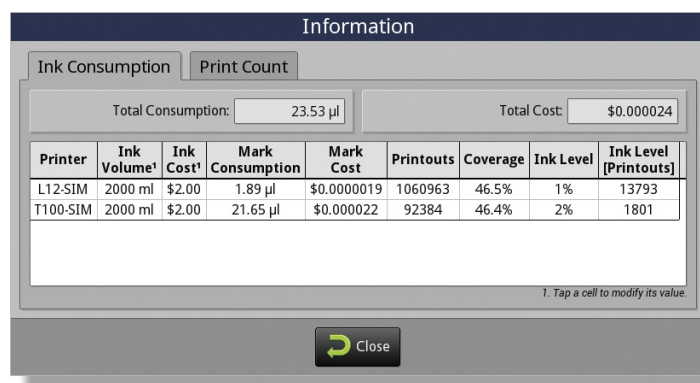 Information
Ink Consumption Print Count
Total Consumption: 23.53 µl Total Cost: $0.000024
Printer Ink Volume¹ Ink Cost¹ Mark Consumption Mark Cost Printouts Coverage Ink Level Ink Level [Printouts]
L12-SIM 2000 ml $2.00 1.89 µl $0.0000019 1060963 46.5% 1% 13793
T100-SIM 2000 ml $2.00 21.65 µl $0.000022 92384 46.4% 2% 1801
1. Tap a cell to modify its value.
Close